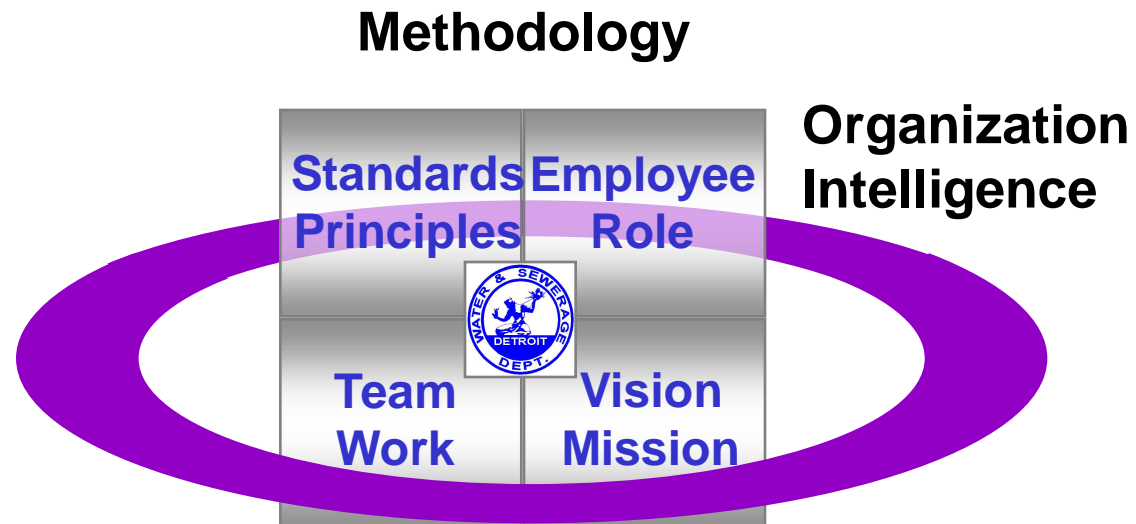 Methodology
Organization
Intelligence
Standards
Principles
Employee
Role
WATER & SEWERAGE
DETROIT
DEPT.
Team
Work
Vision
Mission